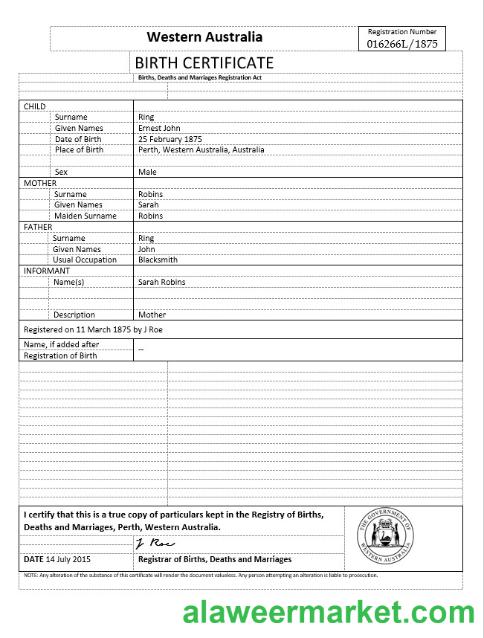 Western Australia
Registration Number
016266L/1875
BIRTH CERTIFICATE
Births, Deaths and Marriages Registration Act
CHILD
Surname Ring
Given Names Ernest John
Date of Birth 25 February 1875
Place of Birth Perth, Western Australia, Australia
Sex Male
MOTHER
Surname Robins
Given Names Sarah
Maiden Surname Robins
FATHER
Surname Ring
Given Names John
Usual Occupation Blacksmith
INFORMANT
Name(s) Sarah Robins
Description Mother
Registered on 11 March 1875 by J Roe
Name, if added after --
Registration of Birth
I certify that this is a true copy of particulars kept in the Registry of Births,
Deaths and Marriages, Perth, Western Australia.
J Roe
DATE 14 July 2015 Registrar of Births, Deaths and Marriages
THE GOVERNMENT OF
WESTERN AUSTRALIA
NOTE: Any alteration of the substance of this certificate will render the document valueless. Any person attempting an alteration is liable to prosecution.
alaweermarket.com